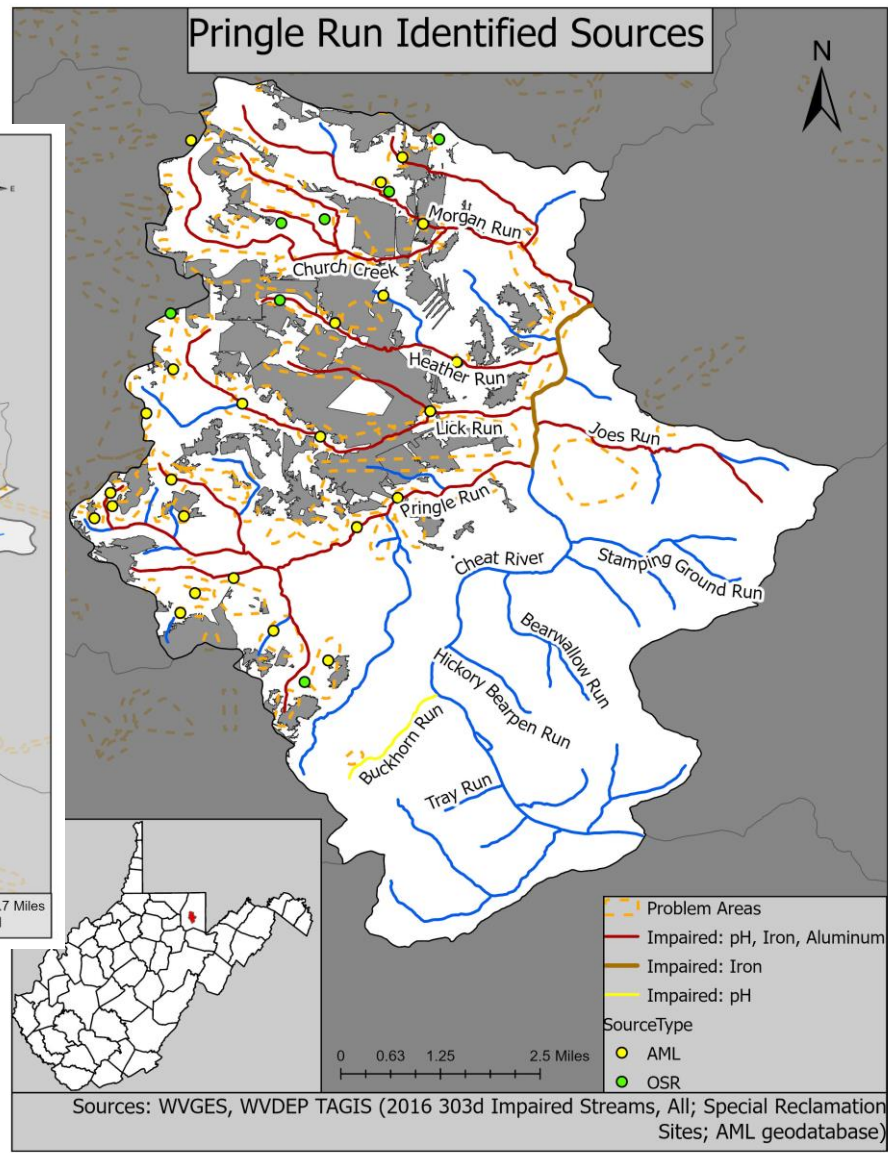 Pringle Run Identified Sources
N
E
Morgan Run
Church Creek
Heather Run
Lick Run
Joes Run
Pringle Run
Cheat River
Stamping Ground Run
Bearwallow Run
Hickory Bearpen Run
Buckhorn Run
Tray Run
.7 Miles
0 0.63 1.25 2.5 Miles
Problem Areas
Impaired: pH, Iron, Aluminum
Impaired: Iron
Impaired: pH
SourceType
AML
OSR
Sources: WVGES, WVDEP TAGIS (2016 303d Impaired Streams, All; Special Reclamation
Sites; AML geodatabase)